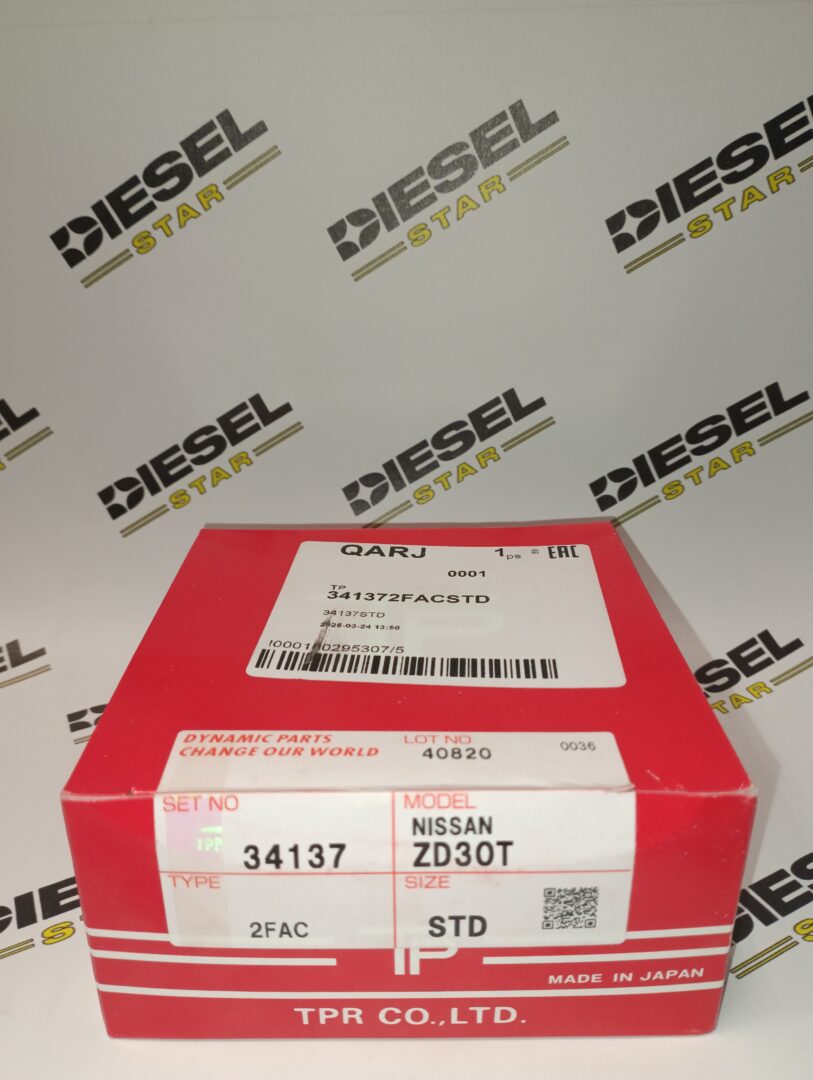 DIESEL
STAR
DIESEL
STAR
DIESEL
STAR
DIESEL
STAR
DIESEL
STAR
DIESEL
STAR
QARJ 1ps EAC
0001
TP
341372FACSTD
34137STD
2025-03-24 13:50
DYNAMIC PARTS
CHANGE OUR WORLD
LOT NO
40820
0036
SET NO
34137
MODEL
NISSAN
ZD30T
TYPE
2FAC
SIZE
STD
TP
MADE IN JAPAN
TPR CO.,LTD.